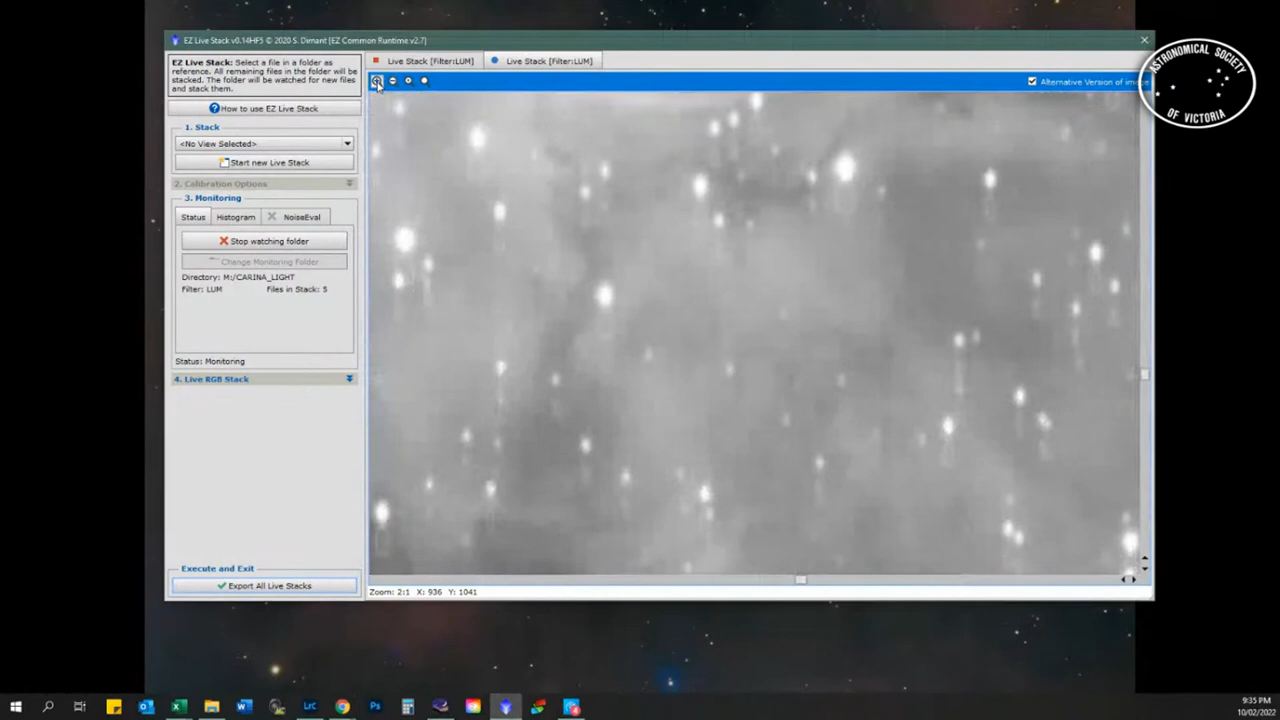 EZ Live Stack v0.14HF5 © 2020 S. Dimant [EZ Common Runtime v2.7]
EZ Live Stack: Select a file in a folder as
reference. All remaining files in the folder will be
stacked. The folder will be watched for new files
and stack them.
How to use EZ Live Stack
1. Stack
<No View Selected>
Start new Live Stack
2. Calibration Options
3. Monitoring
Status Histogram NoiseEval
Stop watching folder
Change Monitoring Folder
Directory: M:/CARINA_LIGHT
Filter: LUM Files in Stack: 5
Status: Monitoring
4. Live RGB Stack
Execute and Exit
Export All Live Stacks
Live Stack [Filter:LUM] Live Stack [Filter:LUM]
Alternative Version of
Zoom: 2:1 X: 936 Y: 1041
ASTRONOMICAL SOCIETY
OF VICTORIA
LrC
Ps
9:35 PM
10/02/2022